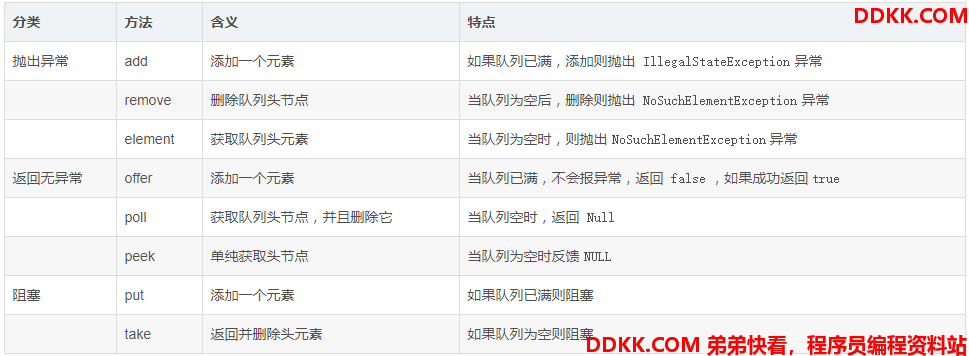 DDKK.COM
分类 方法 含义 特点
抛出异常 add 添加一个元素 如果队列已满，添加则抛出 IllegalStateException 异常
remove 删除队列头节点 当队列为空后，删除则抛出 NoSuchElementException 异常
element 获取队列头元素 当队列为空时，则抛出 NoSuchElementException 异常
返回无异常 offer 添加一个元素 当队列已满，不会报异常，返回 false ，如果成功返回 true
poll 获取队列头节点，并且删除它 当队列空时，返回 Null
peek 单纯获取头节点 当队列为空时反馈 NULL
阻塞 put 添加一个元素 如果队列已满则阻塞
take 返回并删除头元素 如果队列为空则阻塞
DDKK.COM 弟弟快看，程序员编程资料站